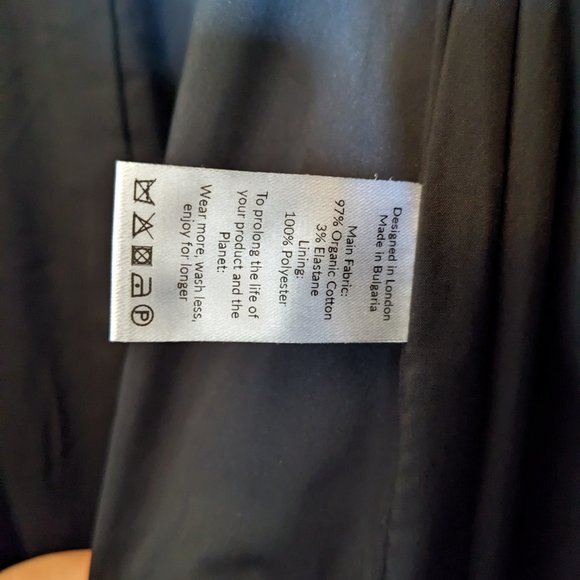 Designed in London
Made in Bulgaria
Main Fabric:
97% Organic Cotton
3% Elastane
Lining:
100% Polyester
To prolong the life of
your product and the
Planet:
Wear more, wash less,
enjoy for longer
P